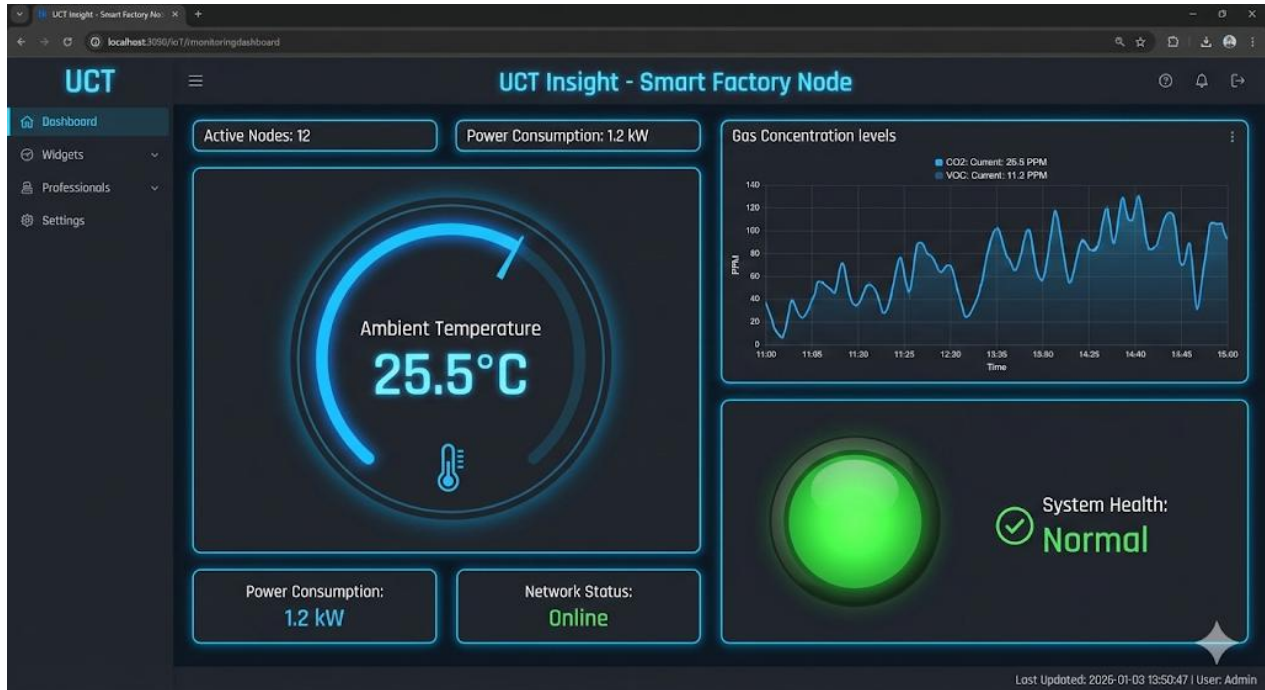 UCT Insight - Smart Factory No
localhost:3090/ioT/imonitoringdashboard
UCT
UCT Insight - Smart Factory Node
Dashboard
Widgets
Professionals
Settings
Active Nodes: 12
Power Consumption: 1.2 kW
Ambient Temperature
25.5°C
Power Consumption:
1.2 kW
Network Status:
Online
Gas Concentration levels
CO2: Current: 25.5 PPM
VOC: Current: 11.2 PPM
140
120
100
80
60
40
20
0
PPM
11:00 11:05 11:30 11:25 12:30 13:35 14:25 14:40 15:00
Time
System Health:
Normal
Last Updated: 2026-01-03 13:50:47 | User: Admin